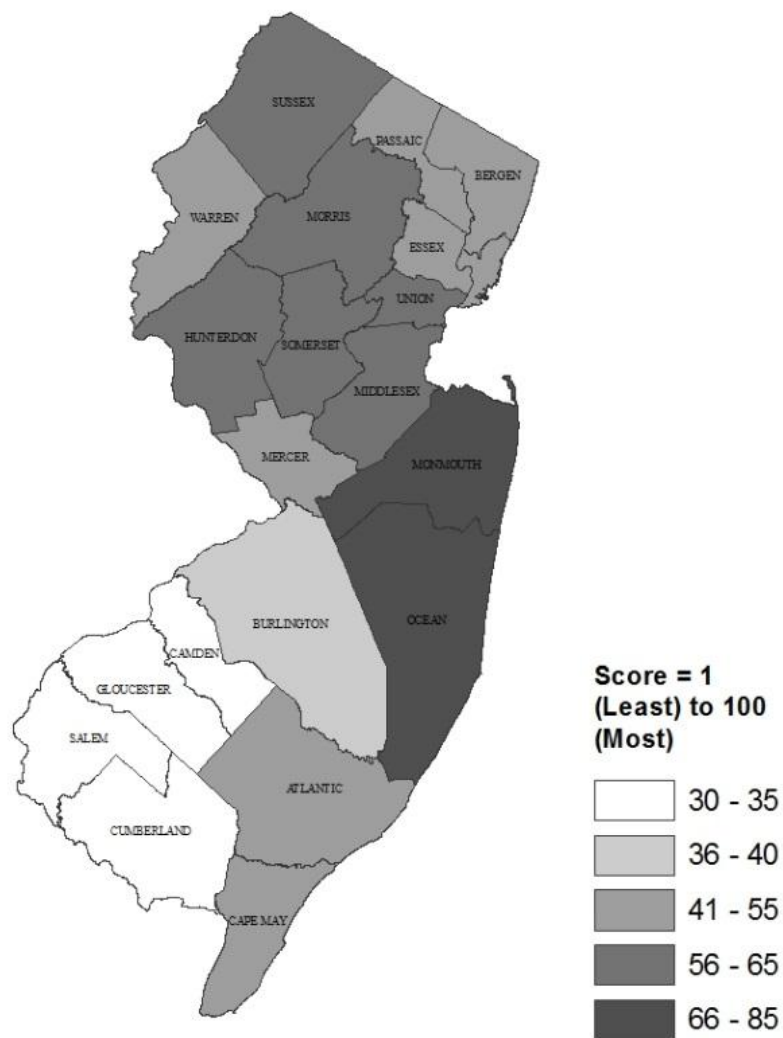 SUSSEX
PASSAIC
BERGEN
WARREN
MORRIS
ESSEX
UNION
HUNTERDON
SOMERSET
MIDDLESEX
MERCER
MONMOUTH
BURLINGTON
OCEAN
CAMDEN
GLOUCESTER
SALEM
ATLANTIC
CUMBERLAND
CAPE MAY
Score = 1
(Least) to 100
(Most)
30 - 35
36 - 40
41 - 55
56 - 65
66 - 85